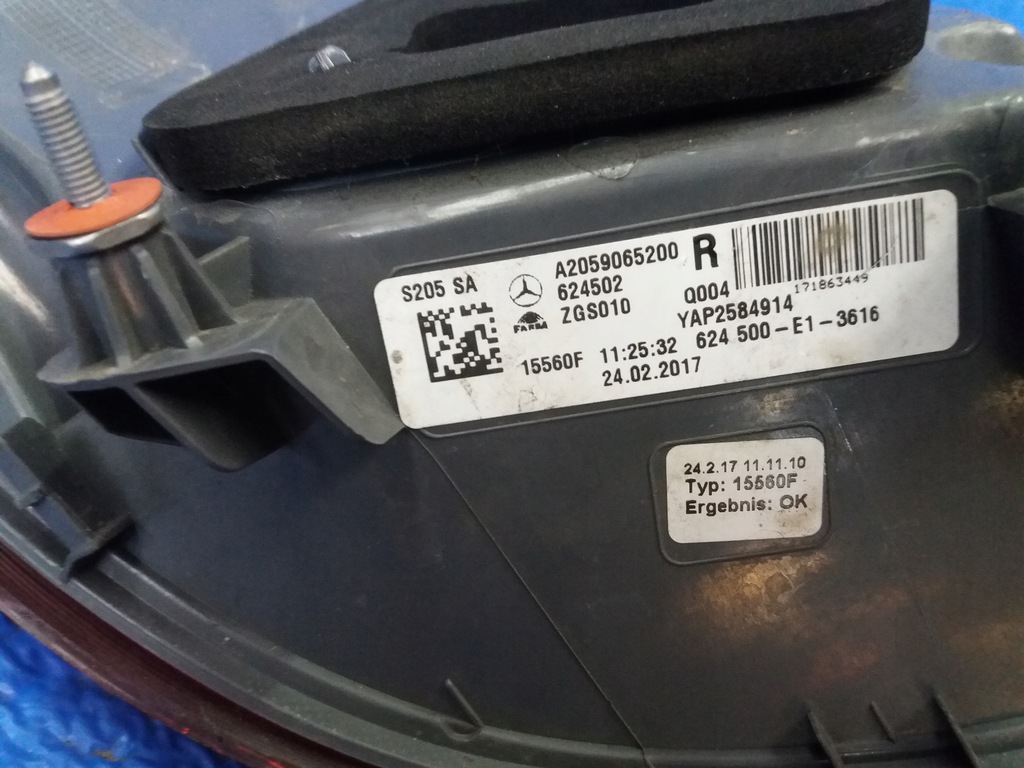 S205 SA
A2059065200 R
624502
ZGS010
Q004
171863449
YAP2584914
15560F 11:25:32 624 500-E1-3616
24.02.2017
24.2.17 11.11.10
Typ: 15560F
Ergebnis: OK